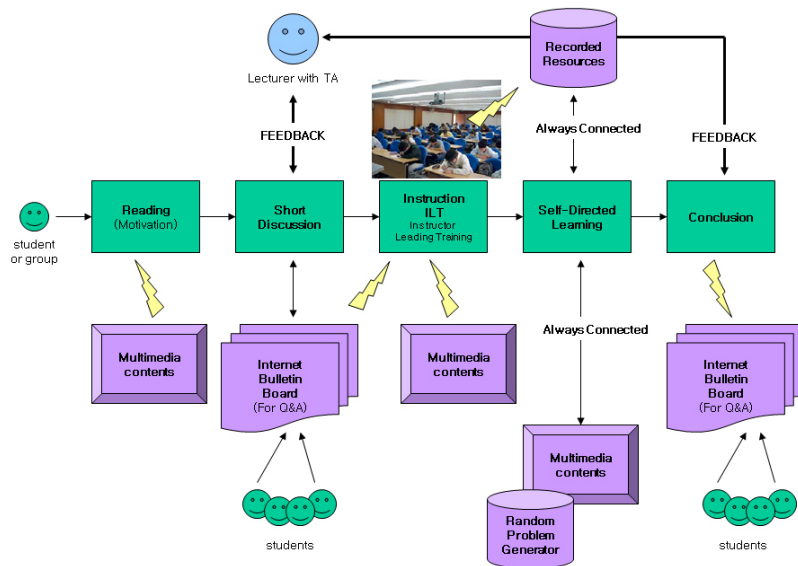 Recorded
Resources
Lecturer with TA
FEEDBACK
Always Connected
FEEDBACK
student
or group
Reading
(Motivation)
Short
Discussion
Instruction
ILT
Instructor
Leading Training
Self-Directed
Learning
Conclusion
Multimedia
contents
Internet
Bulletin
Board
(For Q&A)
Multimedia
contents
Always Connected
Internet
Bulletin
Board
(For Q&A)
Multimedia
contents
Random
Problem
Generator
students
students